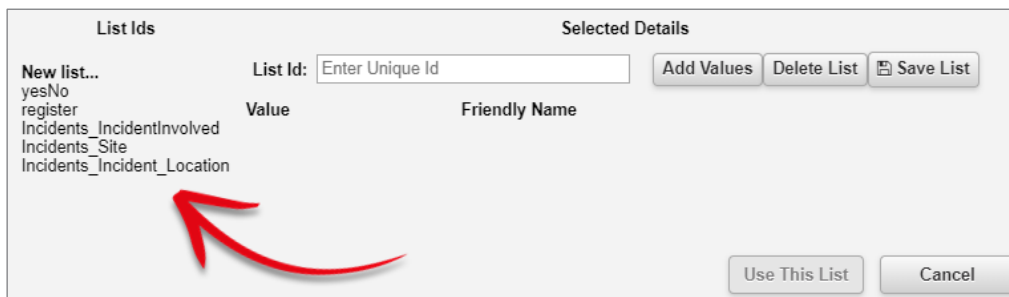 List Ids
Selected Details
New list...
yesNo
register
Incidents_IncidentInvolved
Incidents_Site
Incidents_Incident_Location
List Id: Enter Unique Id Add Values Delete List Save List
Value Friendly Name
Use This List Cancel